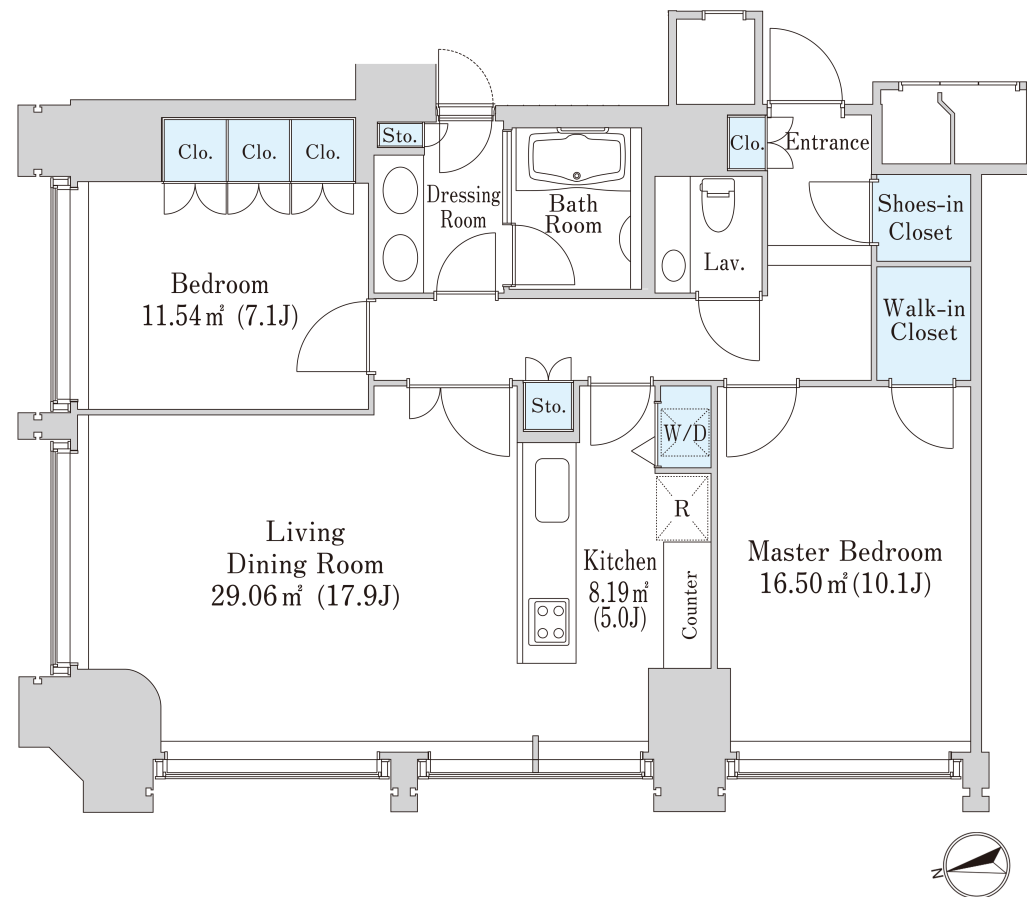 Clo.
Clo.
Clo.
Sto.
Dressing
Room
Bath
Room
Clo.
Entrance
Lav.
Shoes-in
Closet
Walk-in
Closet
Bedroom
11.54㎡ (7.1J)
Sto.
W/D
R
Living
Dining Room
29.06㎡ (17.9J)
Kitchen
8.19㎡
(5.0J)
Counter
Master Bedroom
16.50㎡(10.1J)
N